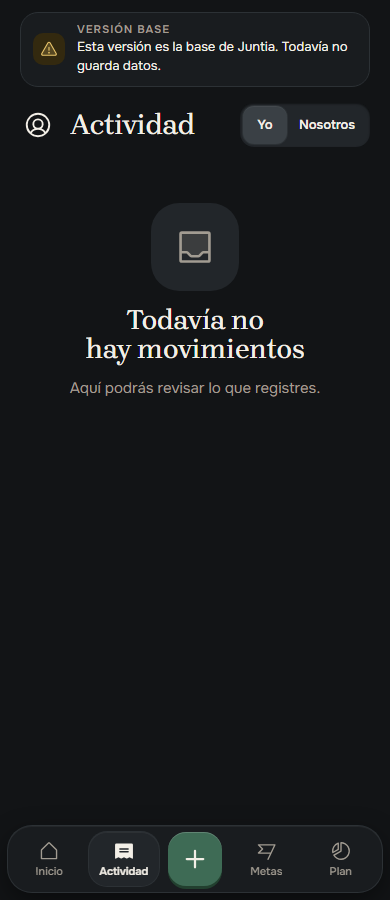 VERSIÓN BASE
Esta versión es la base de Juntia. Todavía no
guarda datos.
Actividad
Yo
Nosotros
Todavía no
hay movimientos
Aquí podrás revisar lo que registres.
Inicio
Actividad
Metas
Plan